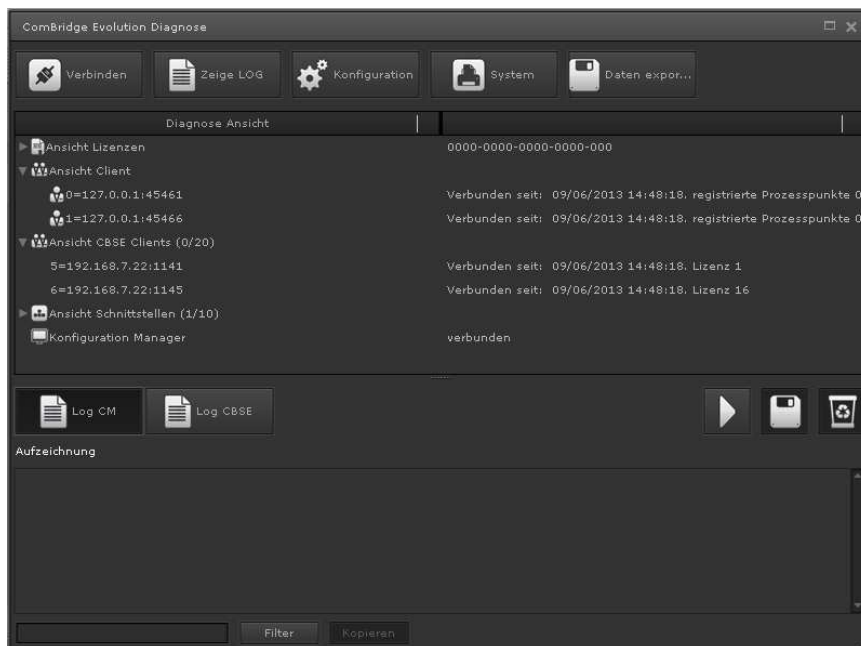 ComBridge Evolution Diagnose
Verbinden Zeige LOG Konfiguration System Daten expor...
Diagnose Ansicht
Ansicht Lizenzen 0000-0000-0000-0000-000
Ansicht Client
0=127.0.0.1:45461 Verbunden seit: 09/06/2013 14:48:18. registrierte Prozesspunkte 0
1=127.0.0.1:45466 Verbunden seit: 09/06/2013 14:48:18. registrierte Prozesspunkte 0
Ansicht CBSE Clients (0/20)
5=192.168.7.22:1141 Verbunden seit: 09/06/2013 14:48:18. Lizenz 1
6=192.168.7.22:1145 Verbunden seit: 09/06/2013 14:48:18. Lizenz 16
Ansicht Schnittstellen (1/10)
Konfiguration Manager verbunden
Log CM Log CBSE
Aufzeichnung
Filter Kopieren